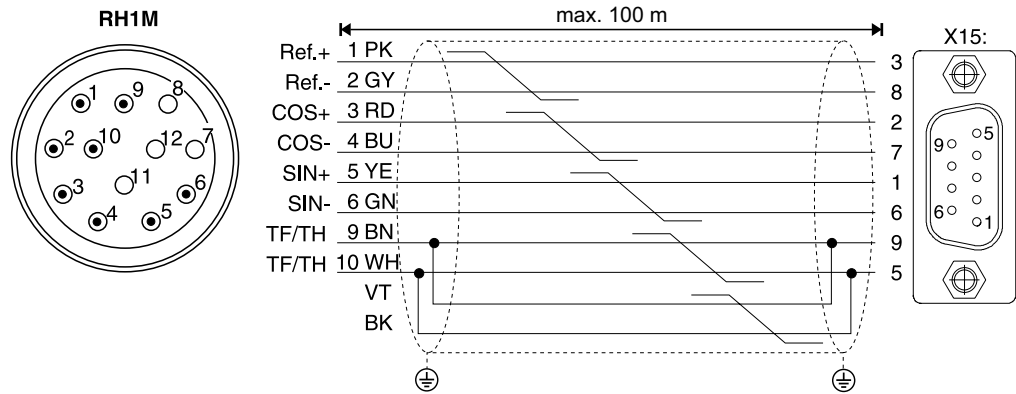 RH1M
max. 100 m
X15:
1 9 8
2 10 12 7
11
3 6
4 5
Ref.+ 1 PK 3
Ref.- 2 GY 8
COS+ 3 RD 2
COS- 4 BU 7
SIN+ 5 YE 1
SIN- 6 GN 6
TF/TH 9 BN 9
TF/TH 10 WH 5
VT
BK
5
9
6
1